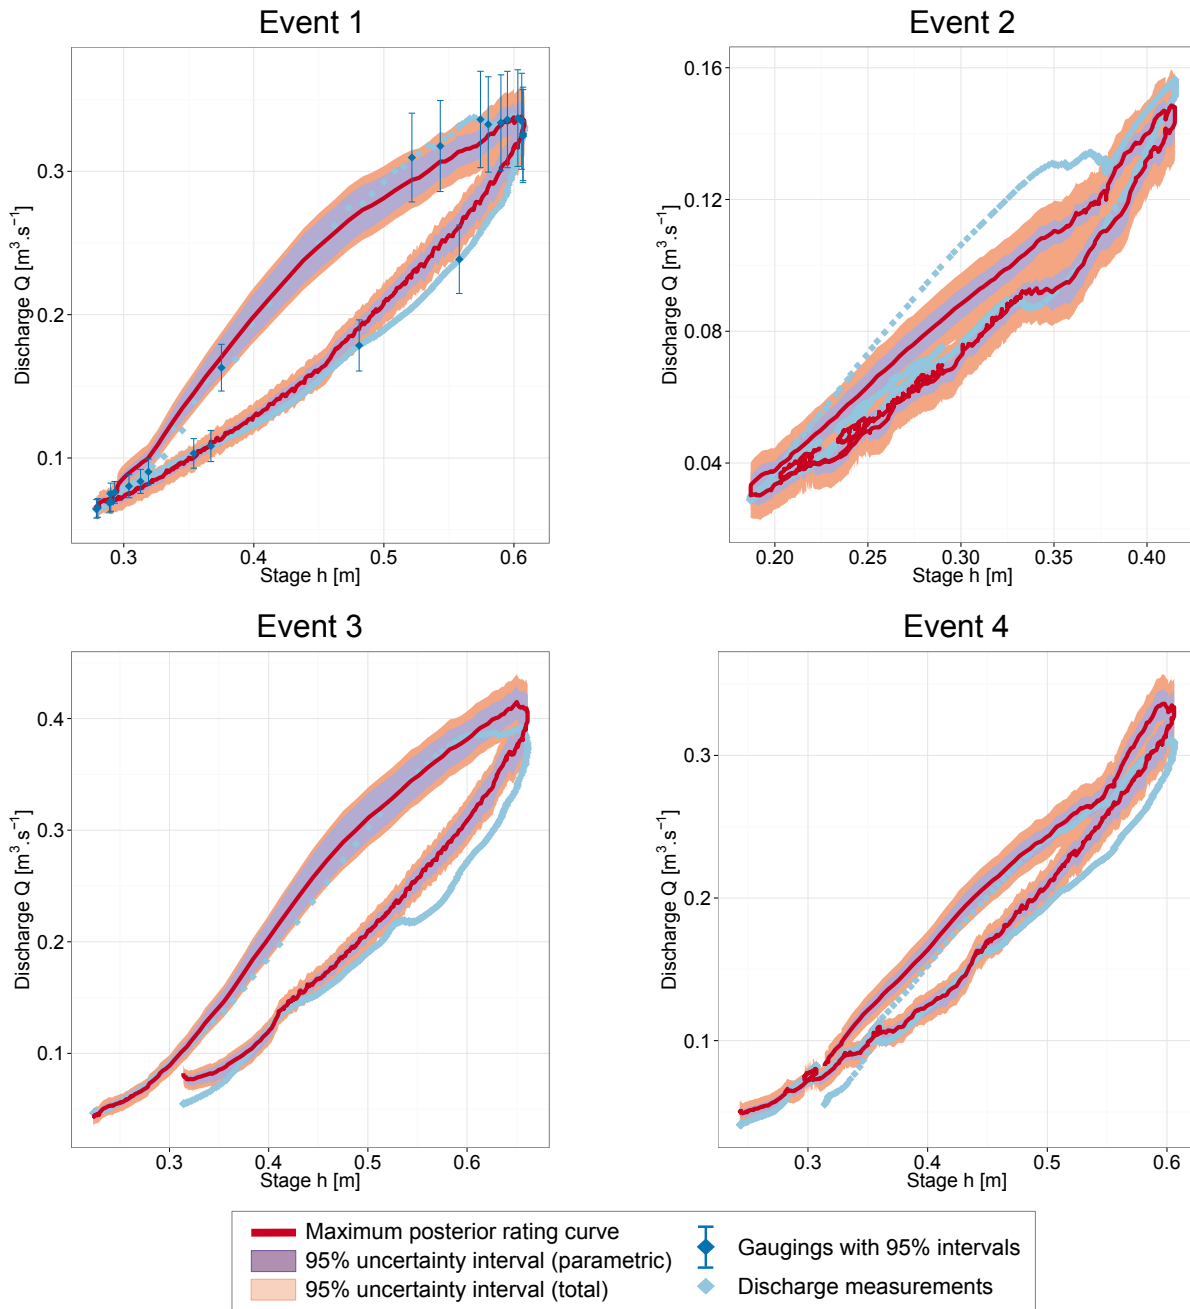 Event 1
0.3
0.2
0.1
Discharge Q [m³.s⁻¹]
0.3 0.4 0.5 0.6
Stage h [m]
Event 2
0.16
0.12
0.08
0.04
Discharge Q [m³.s⁻¹]
0.20 0.25 0.30 0.35 0.40
Stage h [m]
Event 3
0.4
0.3
0.2
0.1
Discharge Q [m³.s⁻¹]
0.3 0.4 0.5 0.6
Stage h [m]
Event 4
0.3
0.2
0.1
Discharge Q [m³.s⁻¹]
0.3 0.4 0.5 0.6
Stage h [m]
Maximum posterior rating curve
95% uncertainty interval (parametric)
95% uncertainty interval (total)
Gaugings with 95% intervals
Discharge measurements